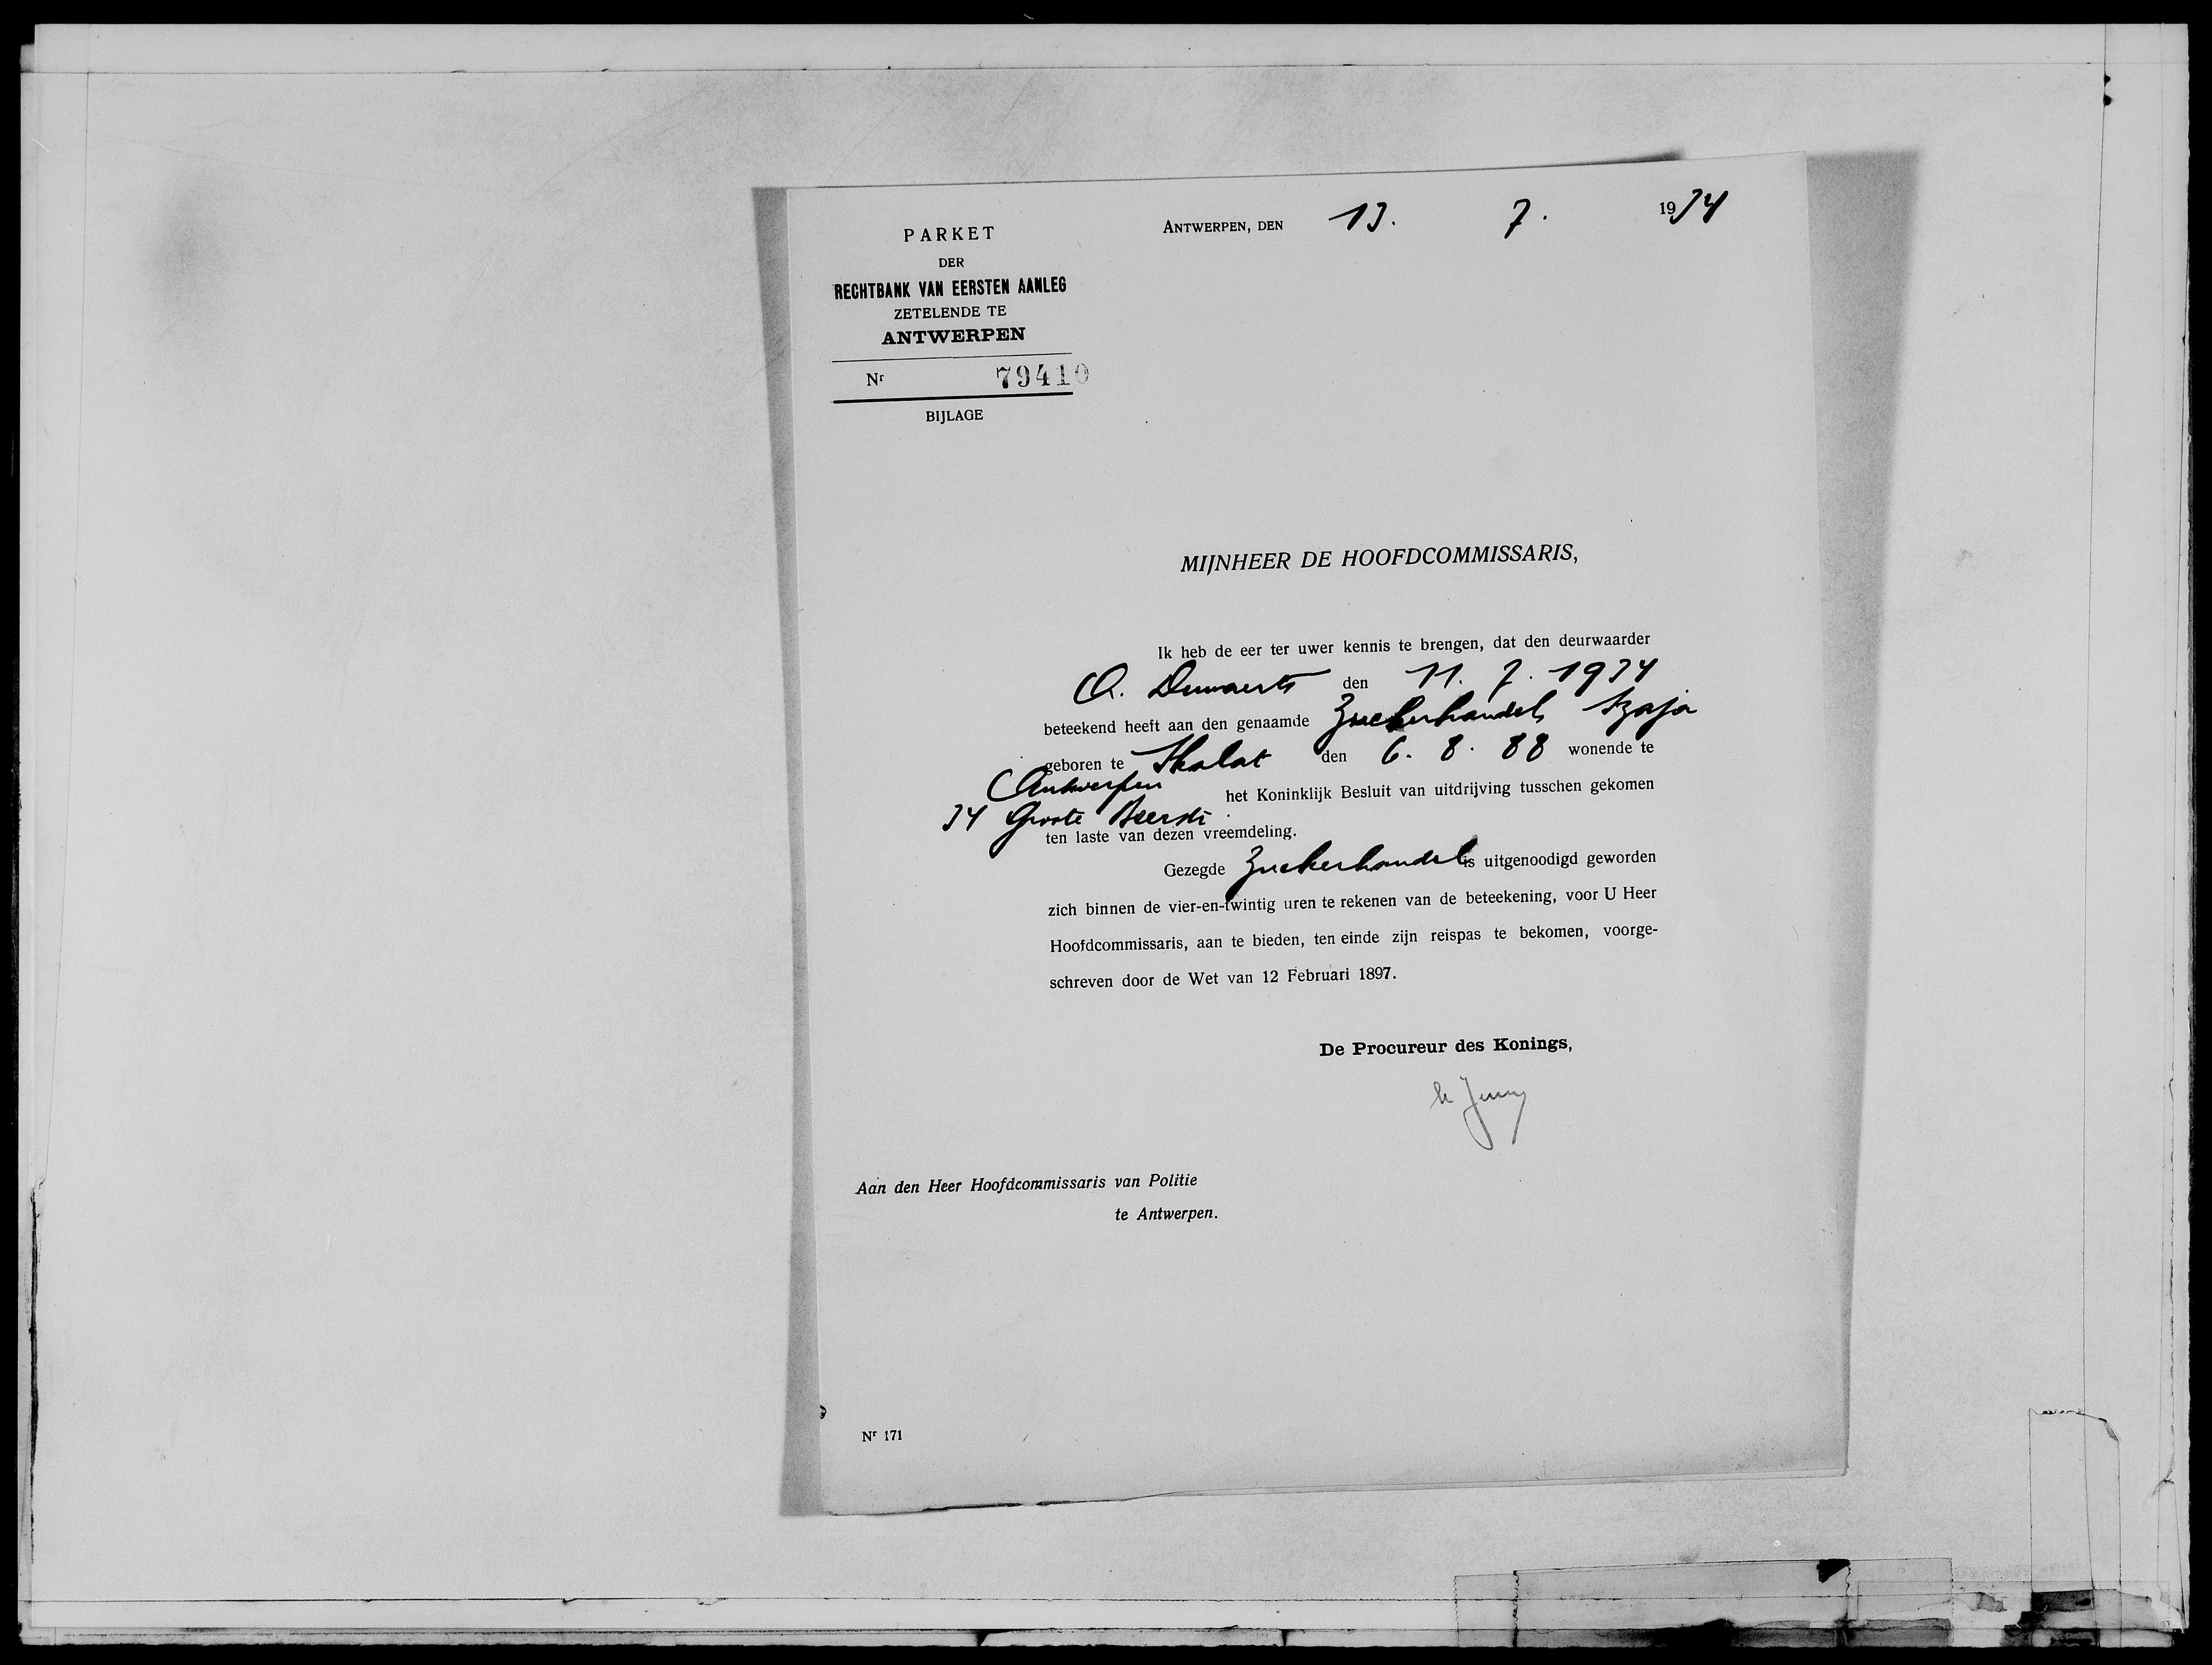 PARKET
DER
RECHTBANK VAN EERSTEN AANLEG
ZETELENDE TE
ANTWERPEN
Nr 79410
BIJLAGE
ANTWERPEN, DEN 13. 7. 1934
MIJNHEER DE HOOFDCOMMISSARIS,
Ik heb de eer ter uwer kennis te brengen, dat den deurwaarder
den 11. 7. 1934
beteekend heeft aan den genaamde Zuckerhandel Szaja
geboren te Skalat den 6. 8. 88 wonende te
Antwerpen het Koninklijk Besluit van uitdrijving tusschen gekomen
34 Groote Beerstr
ten laste van dezen vreemdeling.
Gezegde Zuckerhandel is uitgenoodigd geworden
zich binnen de vier-en-twintig uren te rekenen van de beteekening, voor U Heer
Hoofdcommissaris, aan te bieden, ten einde zijn reispas te bekomen, voorge-
schreven door de Wet van 12 Februari 1897.
De Procureur des Konings,
Aan den Heer Hoofdcommissaris van Politie
te Antwerpen.
Nr 171